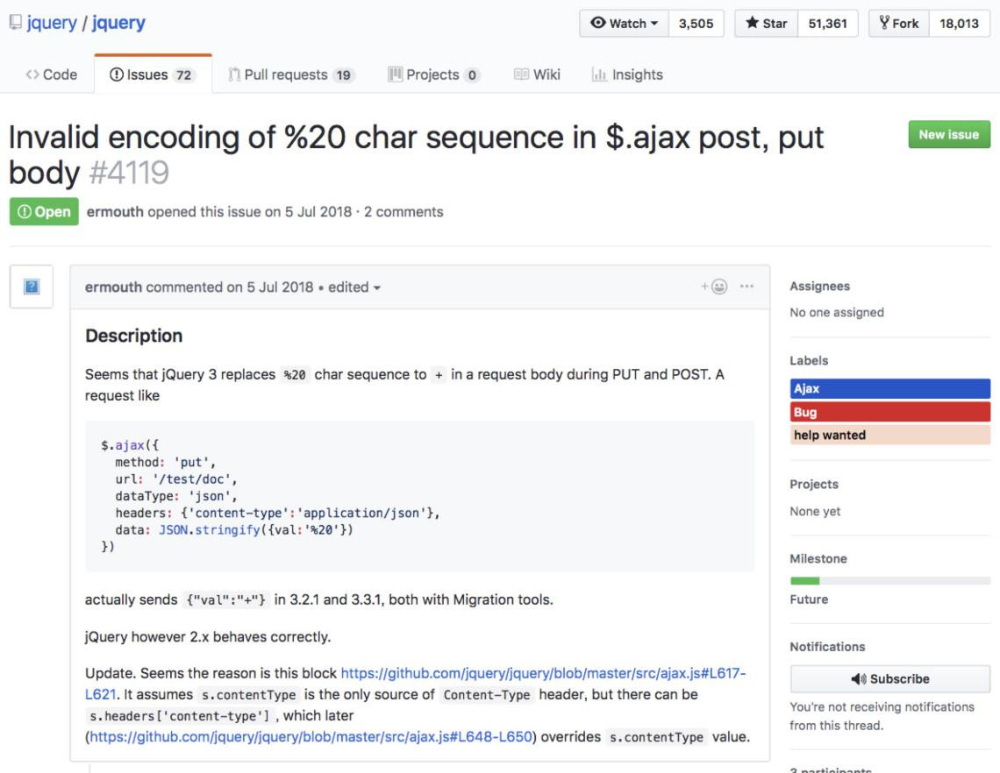 jquery / jquery
Watch 3,505 Star 51,361 Fork 18,013
<> Code Issues 72 Pull requests 19 Projects 0 Wiki Insights
Invalid encoding of %20 char sequence in $.ajax post, put
body #4119
New issue
Open ermouth opened this issue on 5 Jul 2018 · 2 comments
ermouth commented on 5 Jul 2018 • edited
Description
Seems that jQuery 3 replaces %20 char sequence to + in a request body during PUT and POST. A
request like
$.ajax({
  method: 'put',
  url: '/test/doc',
  dataType: 'json',
  headers: {'content-type':'application/json'},
  data: JSON.stringify({val:'%20'})
})
actually sends {"val":"+"} in 3.2.1 and 3.3.1, both with Migration tools.
jQuery however 2.x behaves correctly.
Update. Seems the reason is this block https://github.com/jquery/jquery/blob/master/src/ajax.js#L617-
L621. It assumes s.contentType is the only source of Content-Type header, but there can be
s.headers['content-type'] , which later
(https://github.com/jquery/jquery/blob/master/src/ajax.js#L648-L650) overrides s.contentType value.
Assignees
No one assigned
Labels
Ajax
Bug
help wanted
Projects
None yet
Milestone
Future
Notifications
Subscribe
You're not receiving notifications
from this thread.
3 participants